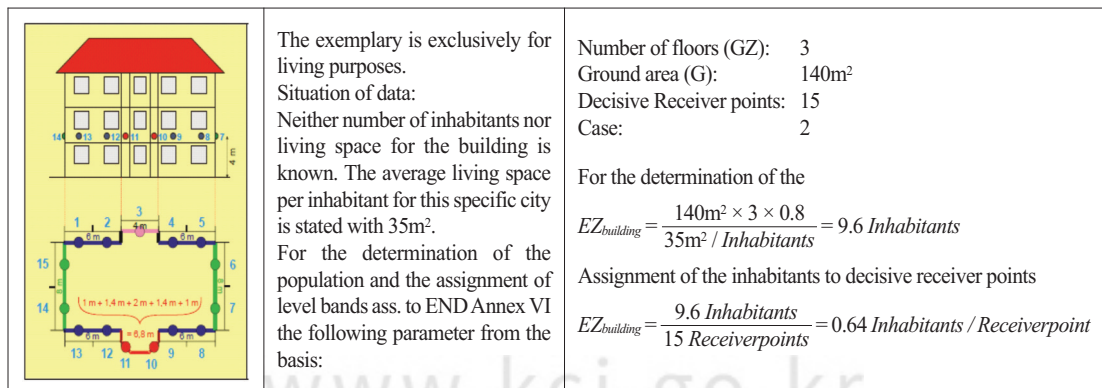 14 13 12 11 10 9 8 7
4 m
3
1 2 4 m 4 5
6 m 6 m
15 6
8 m 8 m
1 m + 1,4 m + 2 m + 1,4 m + 1 m
14 7
= 6,8 m
6 m 6 m
13 12 11 10 9 8
The exemplary is exclusively for
living purposes.
Situation of data:
Neither number of inhabitants nor
living space for the building is
known. The average living space
per inhabitant for this specific city
is stated with 35m².
For the determination of the
population and the assignment of
level bands ass. to END Annex VI
the following parameter from the
basis:
Number of floors (GZ): 3
Ground area (G): 140m²
Decisive Receiver points: 15
Case: 2
For the determination of the
EZbuilding = 140m² × 3 × 0.8 / 35m² / Inhabitants = 9.6 Inhabitants
Assignment of the inhabitants to decisive receiver points
EZbuilding = 9.6 Inhabitants / 15 Receiverpoints = 0.64 Inhabitants / Receiverpoint
www.kci.go.kr